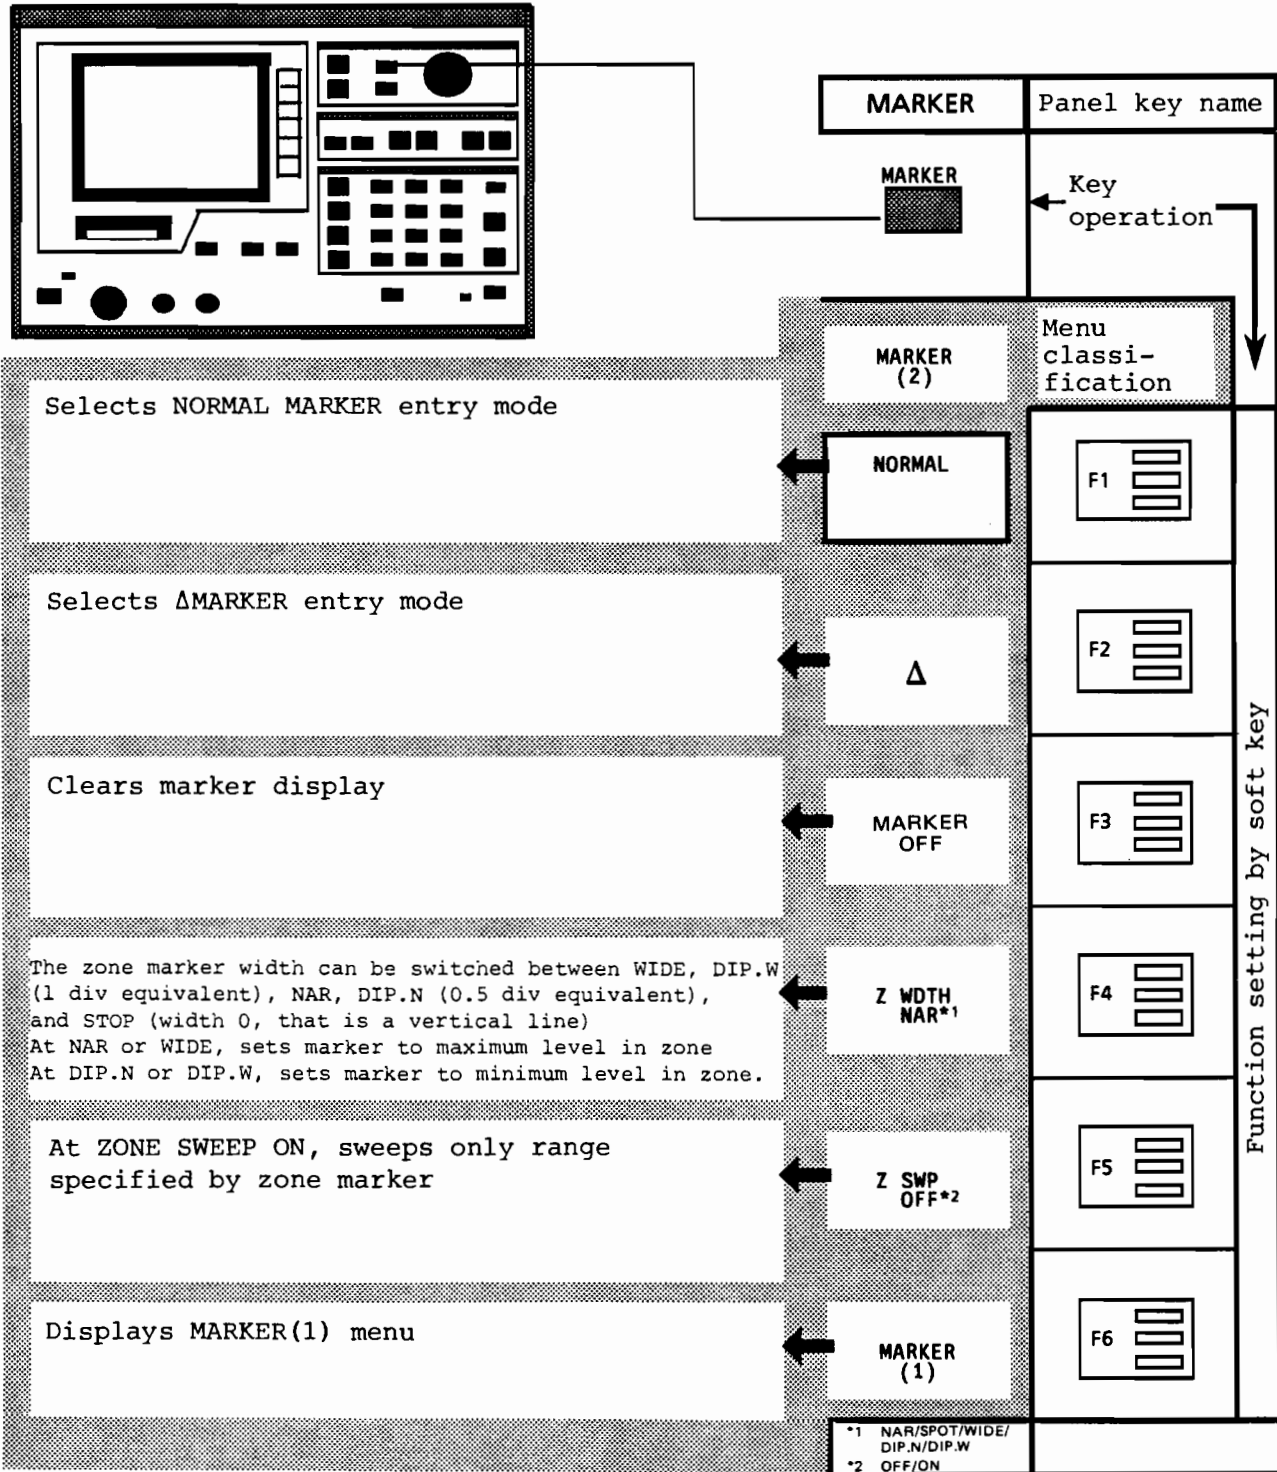 MARKER
Panel key name
MARKER
Key
operation
MARKER
(2)
Menu
classi-
fication
Selects NORMAL MARKER entry mode
NORMAL
F1
Selects ΔMARKER entry mode
Δ
F2
Clears marker display
MARKER
OFF
F3
The zone marker width can be switched between WIDE, DIP.W
(1 div equivalent), NAR, DIP.N (0.5 div equivalent),
and STOP (width 0, that is a vertical line)
At NAR or WIDE, sets marker to maximum level in zone
At DIP.N or DIP.W, sets marker to minimum level in zone.
Z WDTH
NAR*1
F4
At ZONE SWEEP ON, sweeps only range
specified by zone marker
Z SWP
OFF*2
F5
Displays MARKER(1) menu
MARKER
(1)
F6
Function setting by soft key
*1 NAR/SPOT/WIDE/
DIP.N/DIP.W
*2 OFF/ON